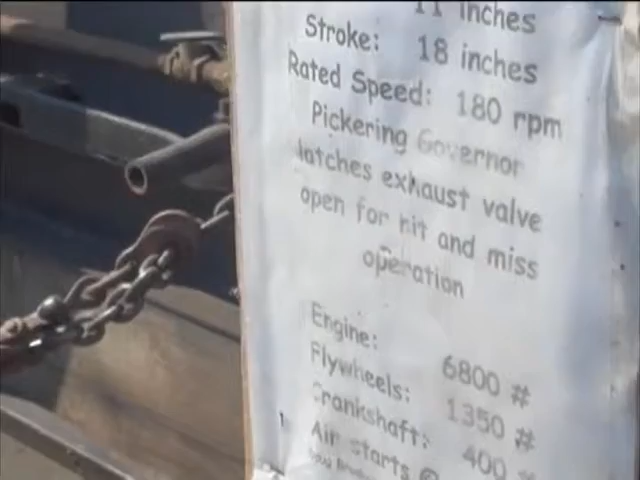 11 inches
Stroke: 18 inches
Rated Speed: 180 rpm
Pickering Governor
latches exhaust valve
open for hit and miss
operation
Engine: 6800 #
Flywheels: 1350 #
Crankshaft: 400 #
Air starts @